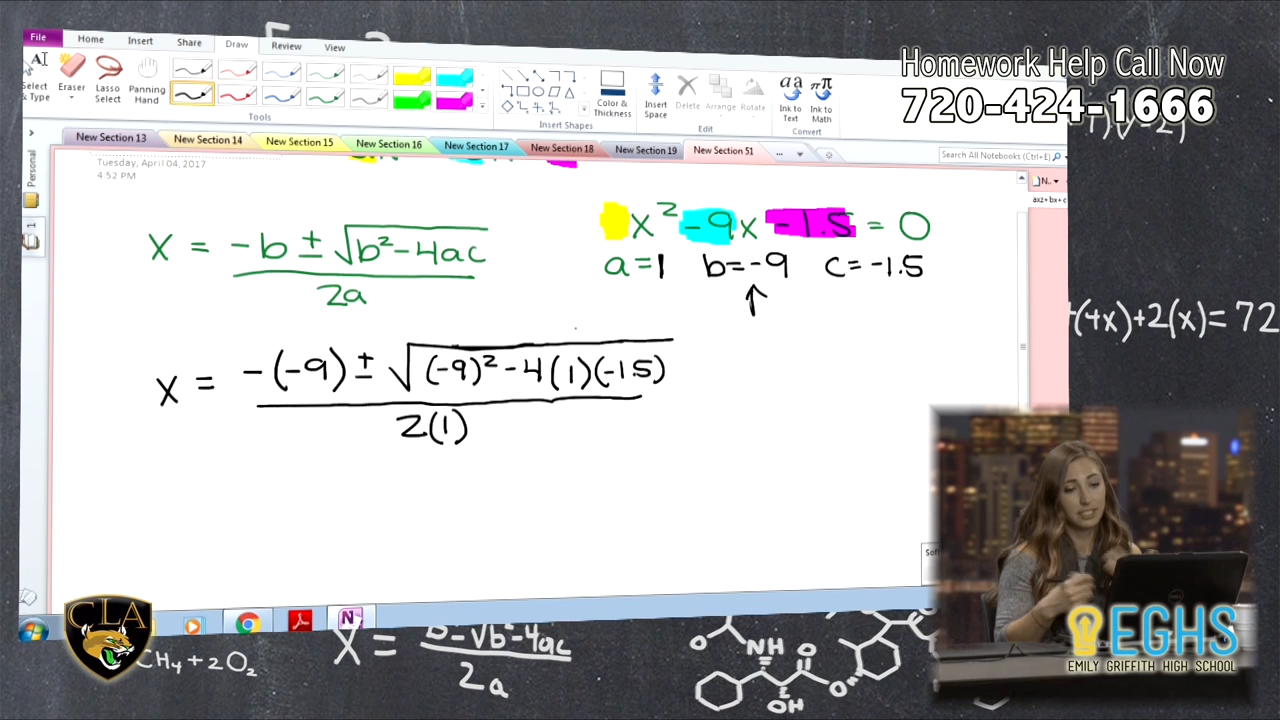 Homework Help Call Now
720-424-1666
File Home Insert Share Draw Review View
Select & Type
Eraser
Lasso Select
Panning Hand
Color & Thickness
Insert Space
Delete
Arrange
Rotate
Ink to Text
Ink to Math
Tools
Insert Shapes
Edit
Convert
New Section 13 New Section 14 New Section 15 New Section 16 New Section 17 New Section 18 New Section 19 New Section 51 ...
Search All Notebooks (Ctrl+E)
Personal
1
N..
Tuesday, April 04, 2017
4:52 PM
x² -9x -1.5 = 0
a=1 b=-9 c=-1.5
x = -b ± √b²-4ac
2a
x = -(-9) ± √(-9)²-4(1)(-1.5)
2(1)
(4x)+2(x)=72
CLA
CH₄ + 2O₂
X = b-√b²-4ac
2a
O
NH
O
OH
O
EGHS
EMILY GRIFFITH HIGH SCHOOL